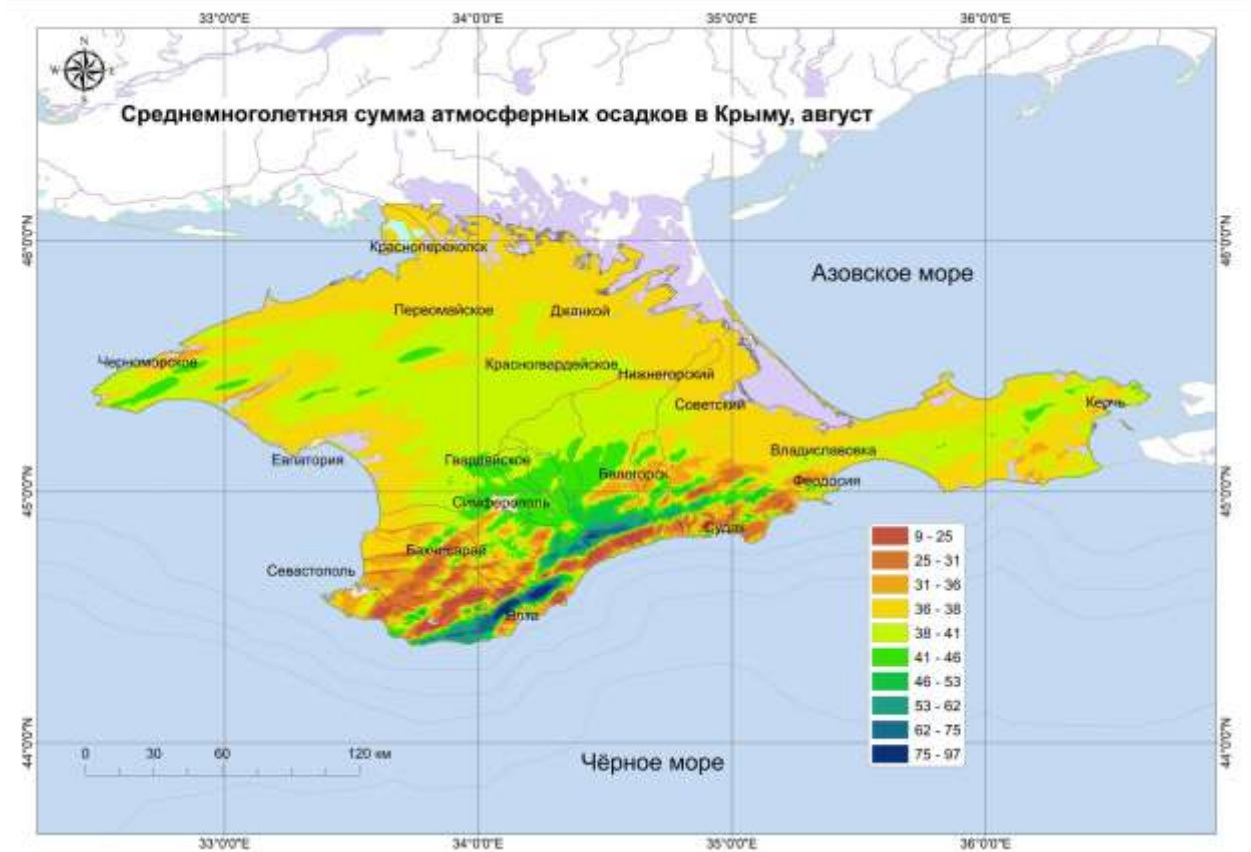 33°0'0"E 34°0'0"E 35°0'0"E 36°0'0"E
N
W E
S
Среднемноголетняя сумма атмосферных осадков в Крыму, август
46°0'0"N 46°0'0"N
Красноперекопск
Азовское море
Первомайское Джанкой
Черноморское Красногвардейское
Нижнегорский
Советский Керчь
Евпатория Гвардейское Владиславовка
Белогорск Феодосия
45°0'0"N 45°0'0"N
Симферополь
Судак
9 - 25
Бахчисарай
25 - 31
Севастополь
31 - 36
36 - 38
Ялта
38 - 41
41 - 46
46 - 53
53 - 62
62 - 75
75 - 97
44°0'0"N 44°0'0"N
0 30 60 120 км
Чёрное море
33°0'0"E 34°0'0"E 35°0'0"E 36°0'0"E